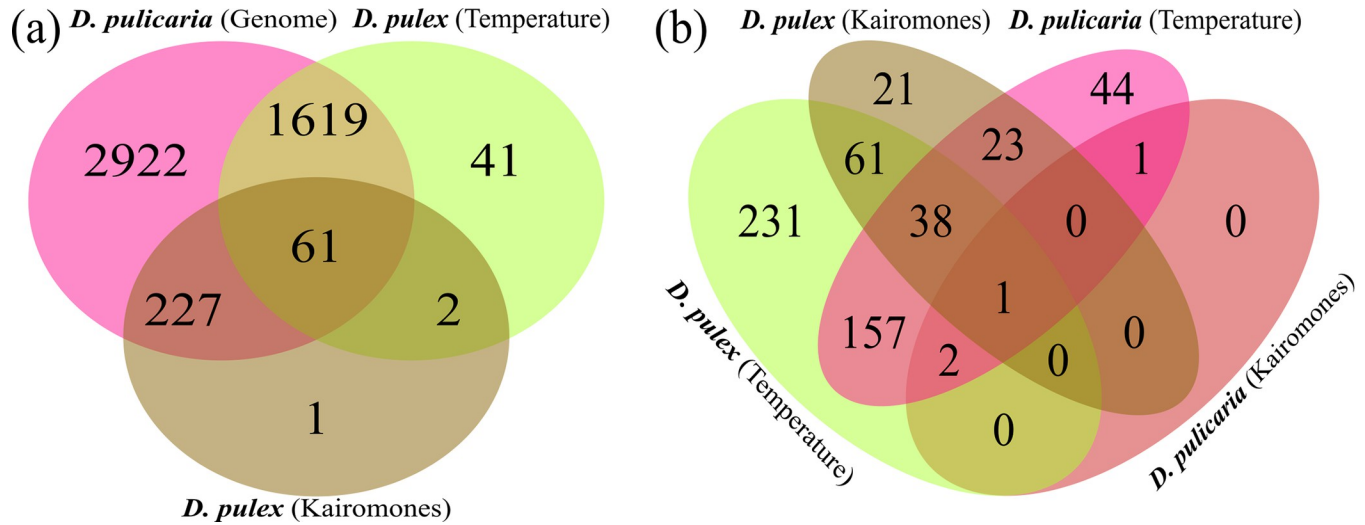 (a)
D. pulicaria (Genome)
D. pulex (Temperature)
2922
1619
41
61
227
2
1
D. pulex (Kairomones)
(b)
D. pulex (Kairomones)
D. pulicaria (Temperature)
21
44
61
23
1
231
38
0
0
1
157
2
0
0
0
D. pulex (Temperature)
D. pulicaria (Kairomones)